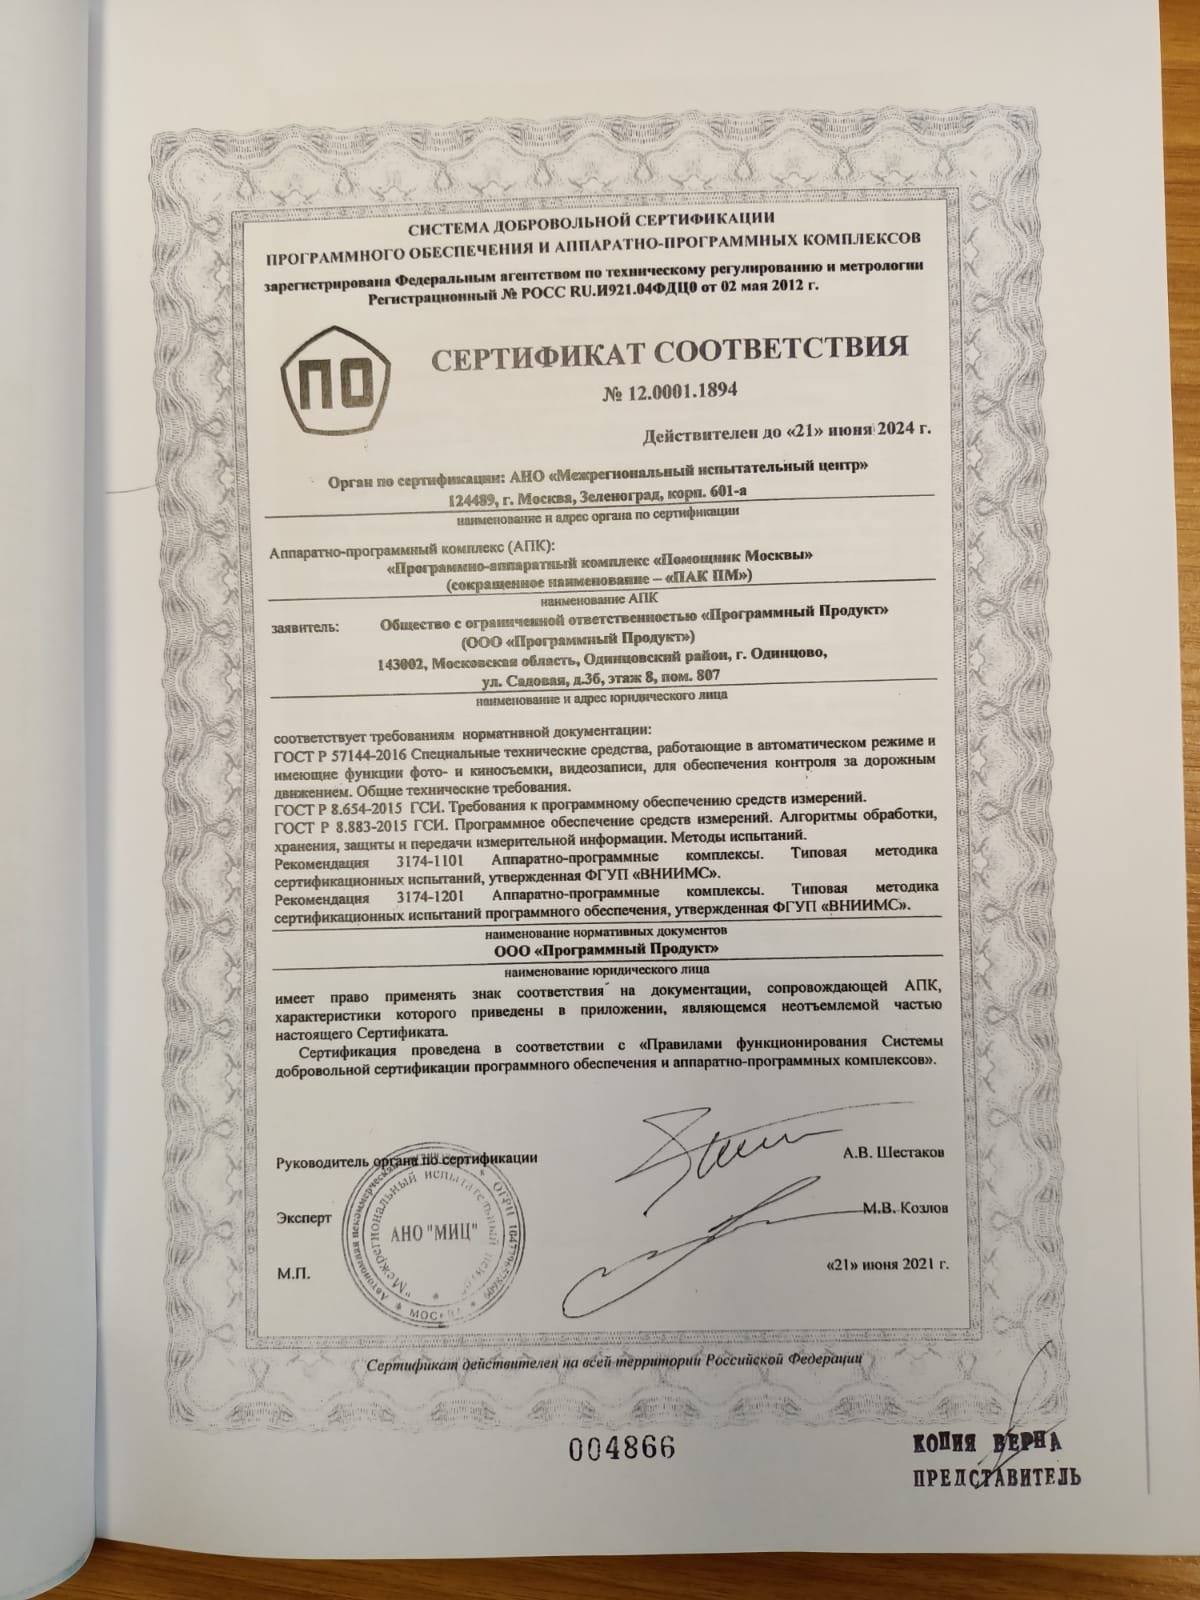 СИСТЕМА ДОБРОВОЛЬНОЙ СЕРТИФИКАЦИИ
ПРОГРАММНОГО ОБЕСПЕЧЕНИЯ И АППАРАТНО-ПРОГРАММНЫХ КОМПЛЕКСОВ
зарегистрирована Федеральным агентством по техническому регулированию и метрологии
Регистрационный № РОСС RU.И921.04ФДЦ0 от 02 мая 2012 г.
ПО
СЕРТИФИКАТ СООТВЕТСТВИЯ
№ 12.0001.1894
Действителен до «21» июня 2024 г.
Орган по сертификации: АНО «Межрегиональный испытательный центр»
124489, г. Москва, Зеленоград, корп. 601-а
наименование и адрес органа по сертификации
Аппаратно-программный комплекс (АПК):
«Программно-аппаратный комплекс «Помощник Москвы»
(сокращенное наименование – «ПАК ПМ»)
наименование АПК
заявитель: Общество с ограниченной ответственностью «Программный Продукт»
(ООО «Программный Продукт»)
143002, Московская область, Одинцовский район, г. Одинцово,
ул. Садовая, д.3б, этаж 8, пом. 807
наименование и адрес юридического лица
соответствует требованиям нормативной документации:
ГОСТ Р 57144-2016 Специальные технические средства, работающие в автоматическом режиме и
имеющие функции фото- и киносъемки, видеозаписи, для обеспечения контроля за дорожным
движением. Общие технические требования.
ГОСТ Р 8.654-2015 ГСИ. Требования к программному обеспечению средств измерений.
ГОСТ Р 8.883-2015 ГСИ. Программное обеспечение средств измерений. Алгоритмы обработки,
хранения, защиты и передачи измерительной информации. Методы испытаний.
Рекомендация 3174-1101 Аппаратно-программные комплексы. Типовая методика
сертификационных испытаний, утвержденная ФГУП «ВНИИМС».
Рекомендация 3174-1201 Аппаратно-программные комплексы. Типовая методика
сертификационных испытаний программного обеспечения, утвержденная ФГУП «ВНИИМС».
наименование нормативных документов
ООО «Программный Продукт»
наименование юридического лица
имеет право применять знак соответствия на документации, сопровождающей АПК,
характеристики которого приведены в приложении, являющемся неотъемлемой частью
настоящего Сертификата.
Сертификация проведена в соответствии с «Правилами функционирования Системы
добровольной сертификации программного обеспечения и аппаратно-программных комплексов».
Руководитель органа по сертификации А.В. Шестаков
Эксперт М.В. Козлов
М.П. «21» июня 2021 г.
Автономная некоммерческая
ОГРН
МОСКВА
"Межрегиональный испытательный центр"
АНО "МИЦ"
Сертификат действителен на всей территории Российской Федерации
004866
КОПИЯ ВЕРНА
ПРЕДСТАВИТЕЛЬ